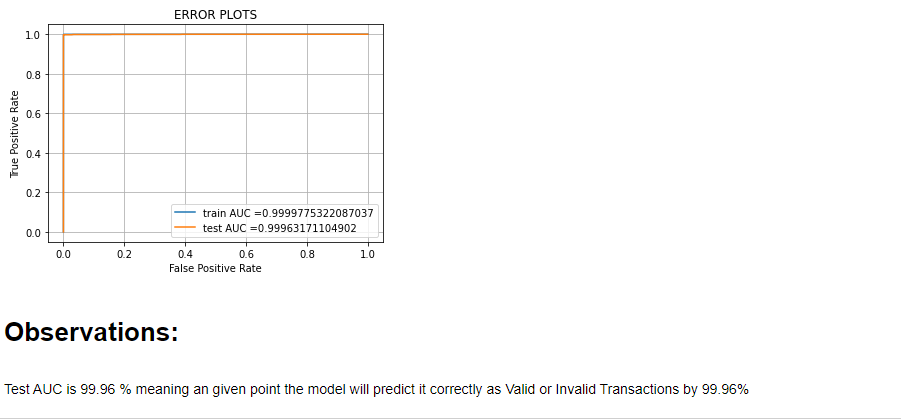 ERROR PLOTS
1.0
0.8
0.6
0.4
0.2
0.0
True Positive Rate
train AUC =0.9999775322087037
test AUC =0.99963171104902
0.0 0.2 0.4 0.6 0.8 1.0
False Positive Rate
Observations:
Test AUC is 99.96 % meaning an given point the model will predict it correctly as Valid or Invalid Transactions by 99.96%